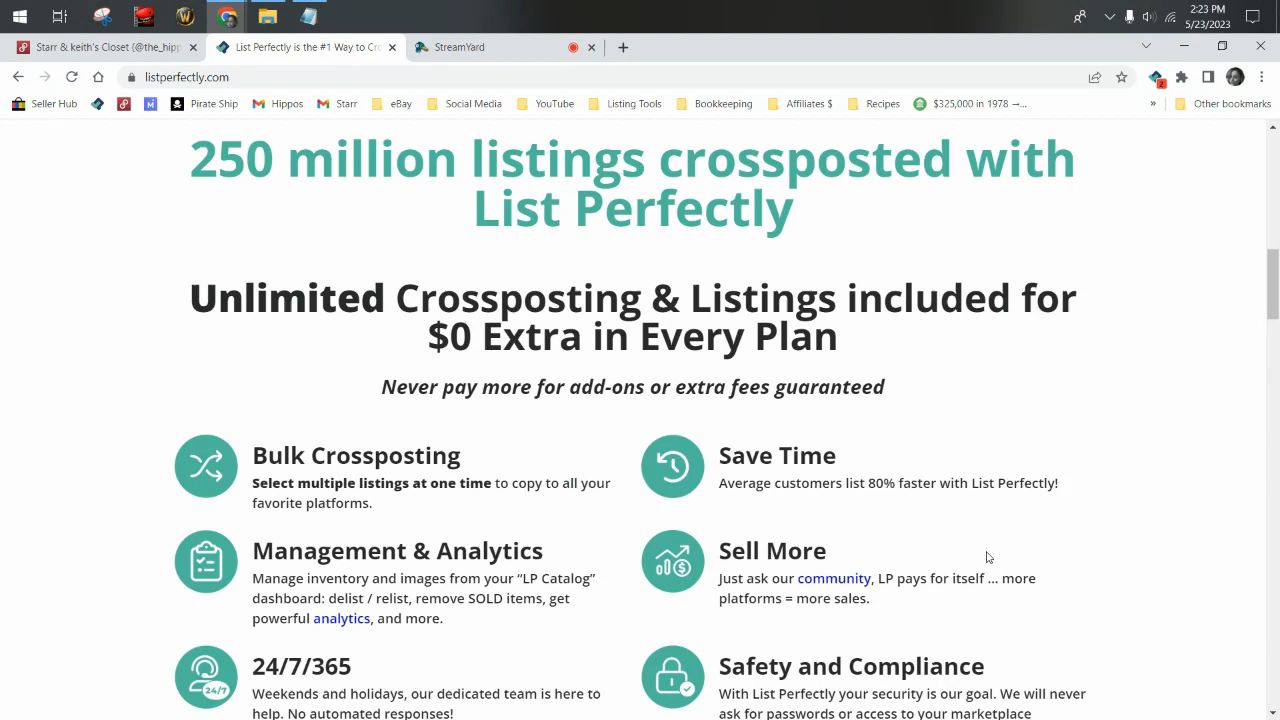 2:23 PM
5/23/2023
Starr & keith's Closet (@the_hipp
List Perfectly is the #1 Way to Cro
StreamYard
listperfectly.com
2
Seller Hub
Pirate Ship
Hippos
Starr
eBay
Social Media
YouTube
Listing Tools
Bookkeeping
Affiliates $
Recipes
$325,000 in 1978 →...
»
Other bookmarks
250 million listings crossposted with
List Perfectly
Unlimited Crossposting & Listings included for
$0 Extra in Every Plan
Never pay more for add-ons or extra fees guaranteed
Bulk Crossposting
Select multiple listings at one time to copy to all your
favorite platforms.
Save Time
Average customers list 80% faster with List Perfectly!
Management & Analytics
Manage inventory and images from your “LP Catalog”
dashboard: delist / relist, remove SOLD items, get
powerful analytics, and more.
Sell More
Just ask our community, LP pays for itself ... more
platforms = more sales.
24/7
24/7/365
Weekends and holidays, our dedicated team is here to
help. No automated responses!
Safety and Compliance
With List Perfectly your security is our goal. We will never
ask for passwords or access to your marketplace